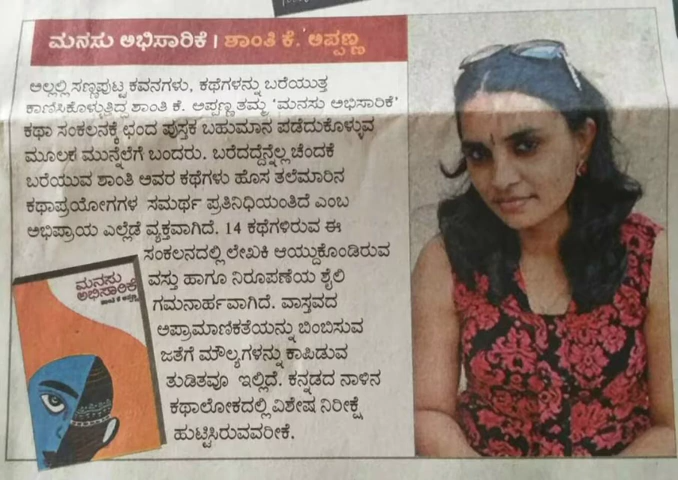 ಮನಸು ಅಭಿಸಾರಿಕೆ | ಶಾಂತಿ ಕೆ. ಅಪ್ಪಣ್ಣ
ಅಲ್ಲಲ್ಲಿ ಸಣ್ಣಪುಟ್ಟ ಕವನಗಳು, ಕಥೆಗಳನ್ನು ಬರೆಯುತ್ತ
ಕಾಣಿಸಿಕೊಳ್ಳುತ್ತಿದ್ದ ಶಾಂತಿ ಕೆ. ಅಪ್ಪಣ್ಣ ತಮ್ಮ 'ಮನಸು ಅಭಿಸಾರಿಕೆ'
ಕಥಾ ಸಂಕಲನಕ್ಕೆ ಛಂದ ಪುಸ್ತಕ ಬಹುಮಾನ ಪಡೆದುಕೊಳ್ಳುವ
ಮೂಲಕ ಮುನ್ನೆಲೆಗೆ ಬಂದರು. ಬರೆದದ್ದೆನ್ನೆಲ್ಲ ಚೆಂದಕೆ
ಬರೆಯುವ ಶಾಂತಿ ಅವರ ಕಥೆಗಳು ಹೊಸ ತಲೆಮಾರಿನ
ಕಥಾಪ್ರಯೋಗಗಳ ಸಮರ್ಥ ಪ್ರತಿನಿಧಿಯಂತಿದೆ ಎಂಬ
ಅಭಿಪ್ರಾಯ ಎಲ್ಲೆಡೆ ವ್ಯಕ್ತವಾಗಿದೆ. 14 ಕಥೆಗಳಿರುವ ಈ
ಸಂಕಲನದಲ್ಲಿ ಲೇಖಕಿ ಆಯ್ದುಕೊಂಡಿರುವ
ವಸ್ತು ಹಾಗೂ ನಿರೂಪಣೆಯ ಶೈಲಿ
ಗಮನಾರ್ಹವಾಗಿದೆ. ವಾಸ್ತವದ
ಅಪ್ರಾಮಾಣಿಕತೆಯನ್ನು ಬಿಂಬಿಸುವ
ಜತೆಗೆ ಮೌಲ್ಯಗಳನ್ನು ಕಾಪಿಡುವ
ತುಡಿತವೂ ಇಲ್ಲಿದೆ. ಕನ್ನಡದ ನಾಳಿನ
ಕಥಾಲೋಕದಲ್ಲಿ ವಿಶೇಷ ನಿರೀಕ್ಷೆ
ಹುಟ್ಟಿಸಿರುವವರೀಕೆ.
ಮನಸು
ಅಭಿಸಾರಿಕೆ
ಶಾಂತಿ ಕೆ ಅಪ್ಪಣ್ಣ